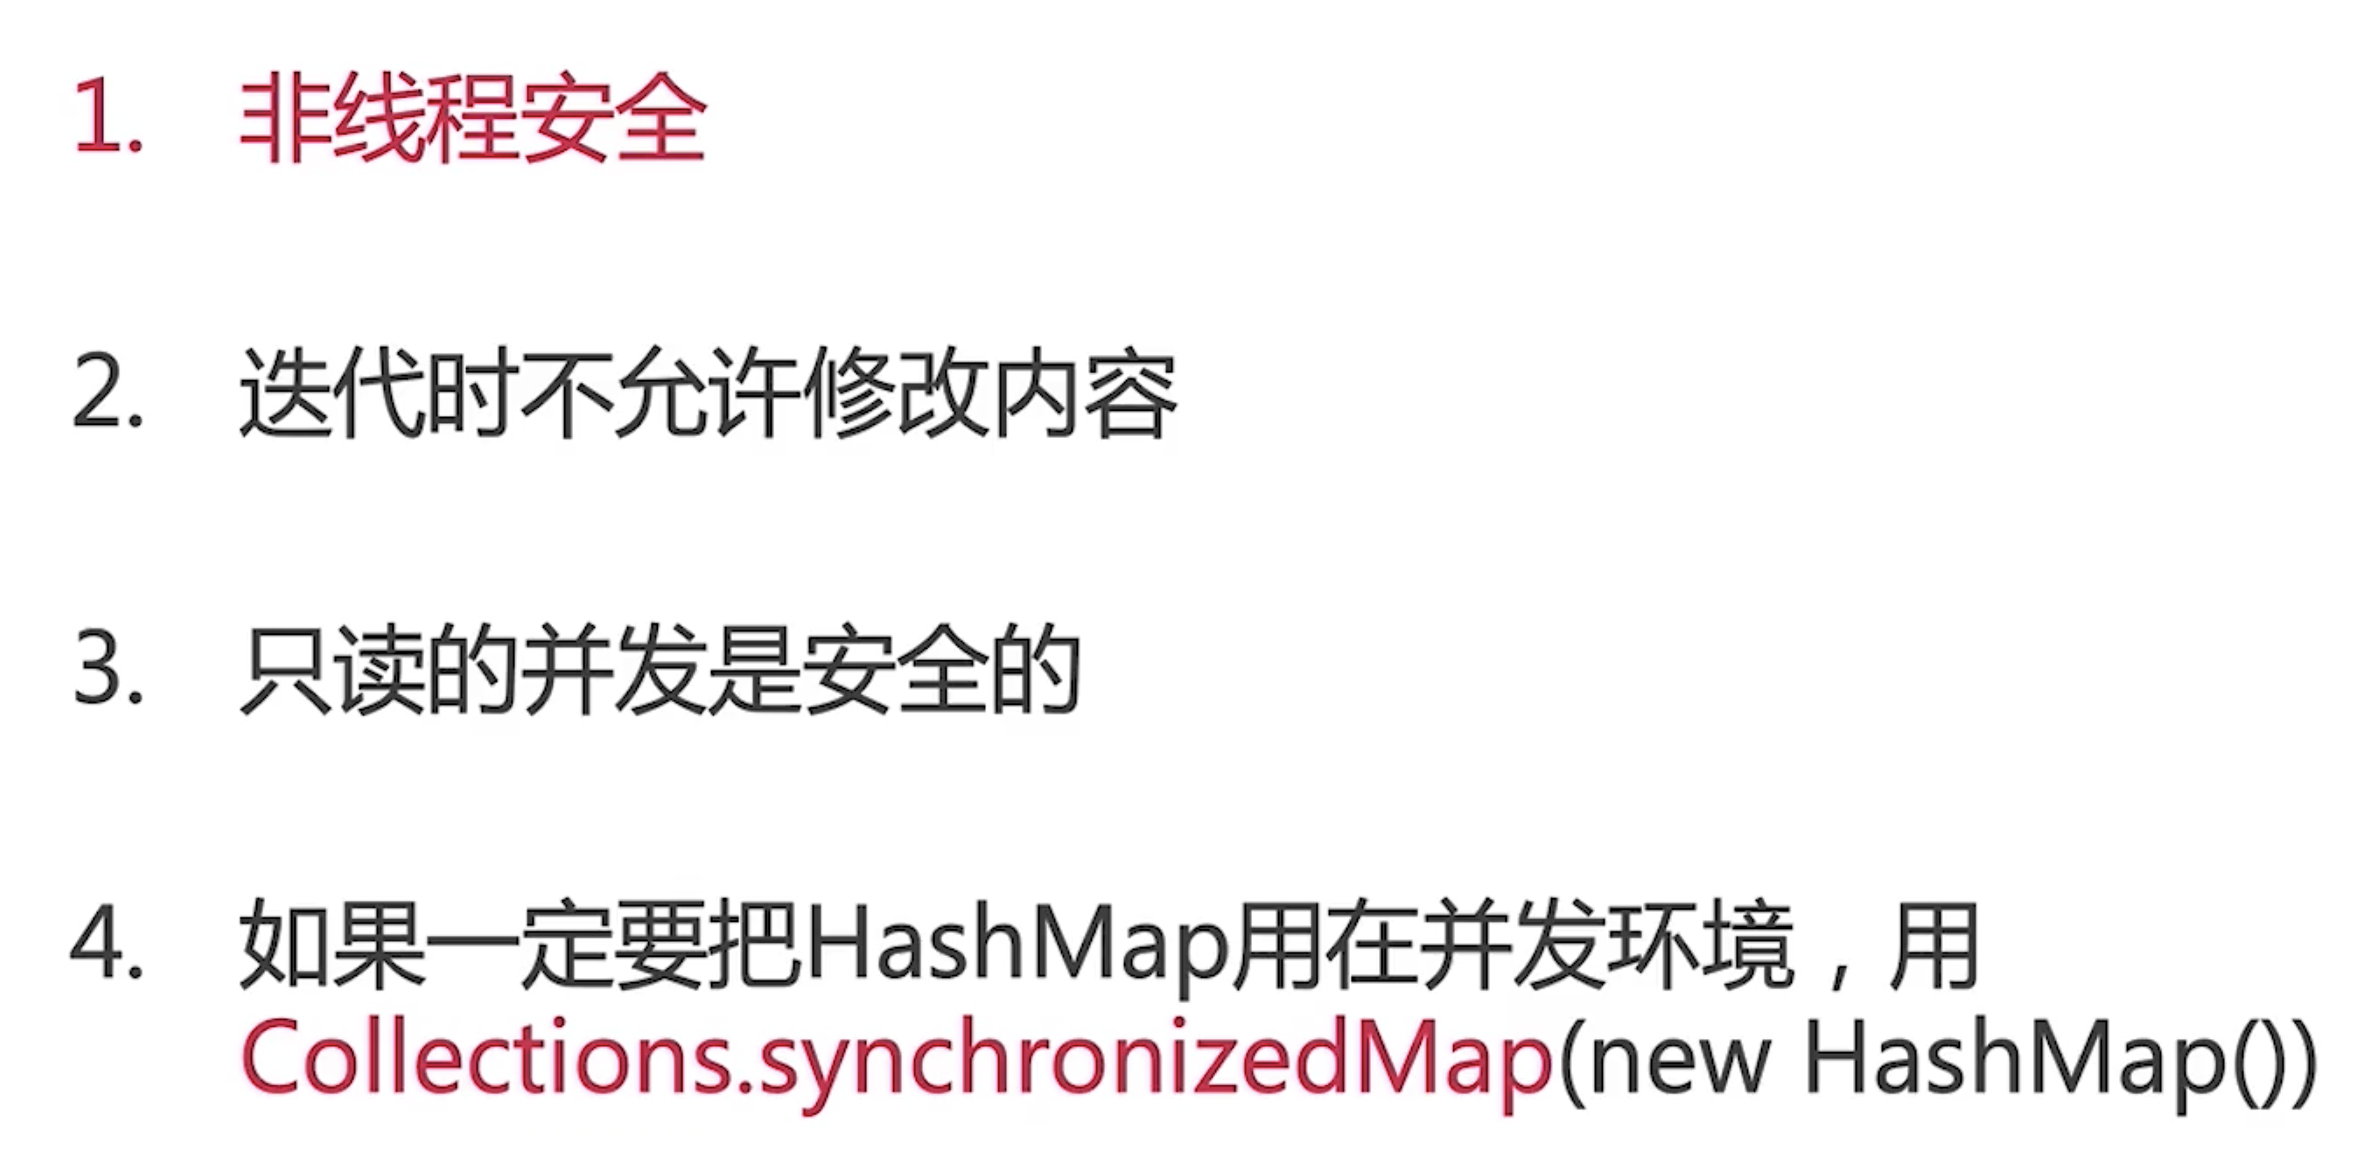 1. 非线程安全
2. 迭代时不允许修改内容
3. 只读的并发是安全的
4. 如果一定要把HashMap用在并发环境，用
Collections.synchronizedMap(new HashMap())